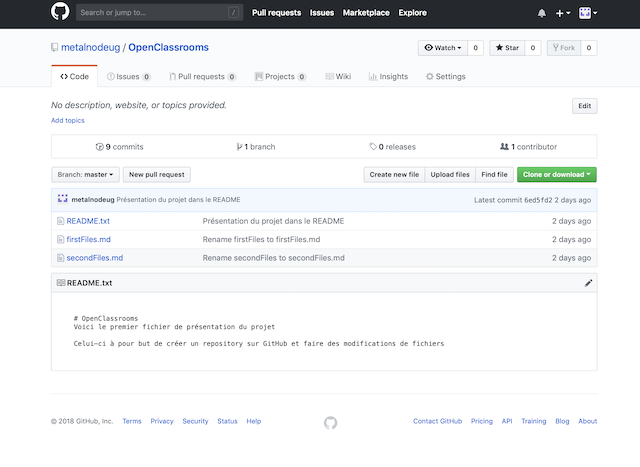 Search or jump to... /
Pull requests Issues Marketplace Explore
metalnodeug / OpenClassrooms
Watch 0 Star 0 Fork 0
Code Issues 0 Pull requests 0 Projects 0 Wiki Insights Settings
No description, website, or topics provided.
Edit
Add topics
9 commits 1 branch 0 releases 1 contributor
Branch: master New pull request Create new file Upload files Find file Clone or download
metalnodeug Présentation du projet dans le README Latest commit 6ed5fd2 2 days ago
README.txt Présentation du projet dans le README 2 days ago
firstFiles.md Rename firstFiles to firstFiles.md 2 days ago
secondFiles.md Rename secondFiles to secondFiles.md 2 days ago
README.txt
# OpenClassrooms
Voici le premier fichier de présentation du projet
Celui-ci à pour but de créer un repository sur GitHub et faire des modifications de fichiers
© 2018 GitHub, Inc. Terms Privacy Security Status Help Contact GitHub Pricing API Training Blog About